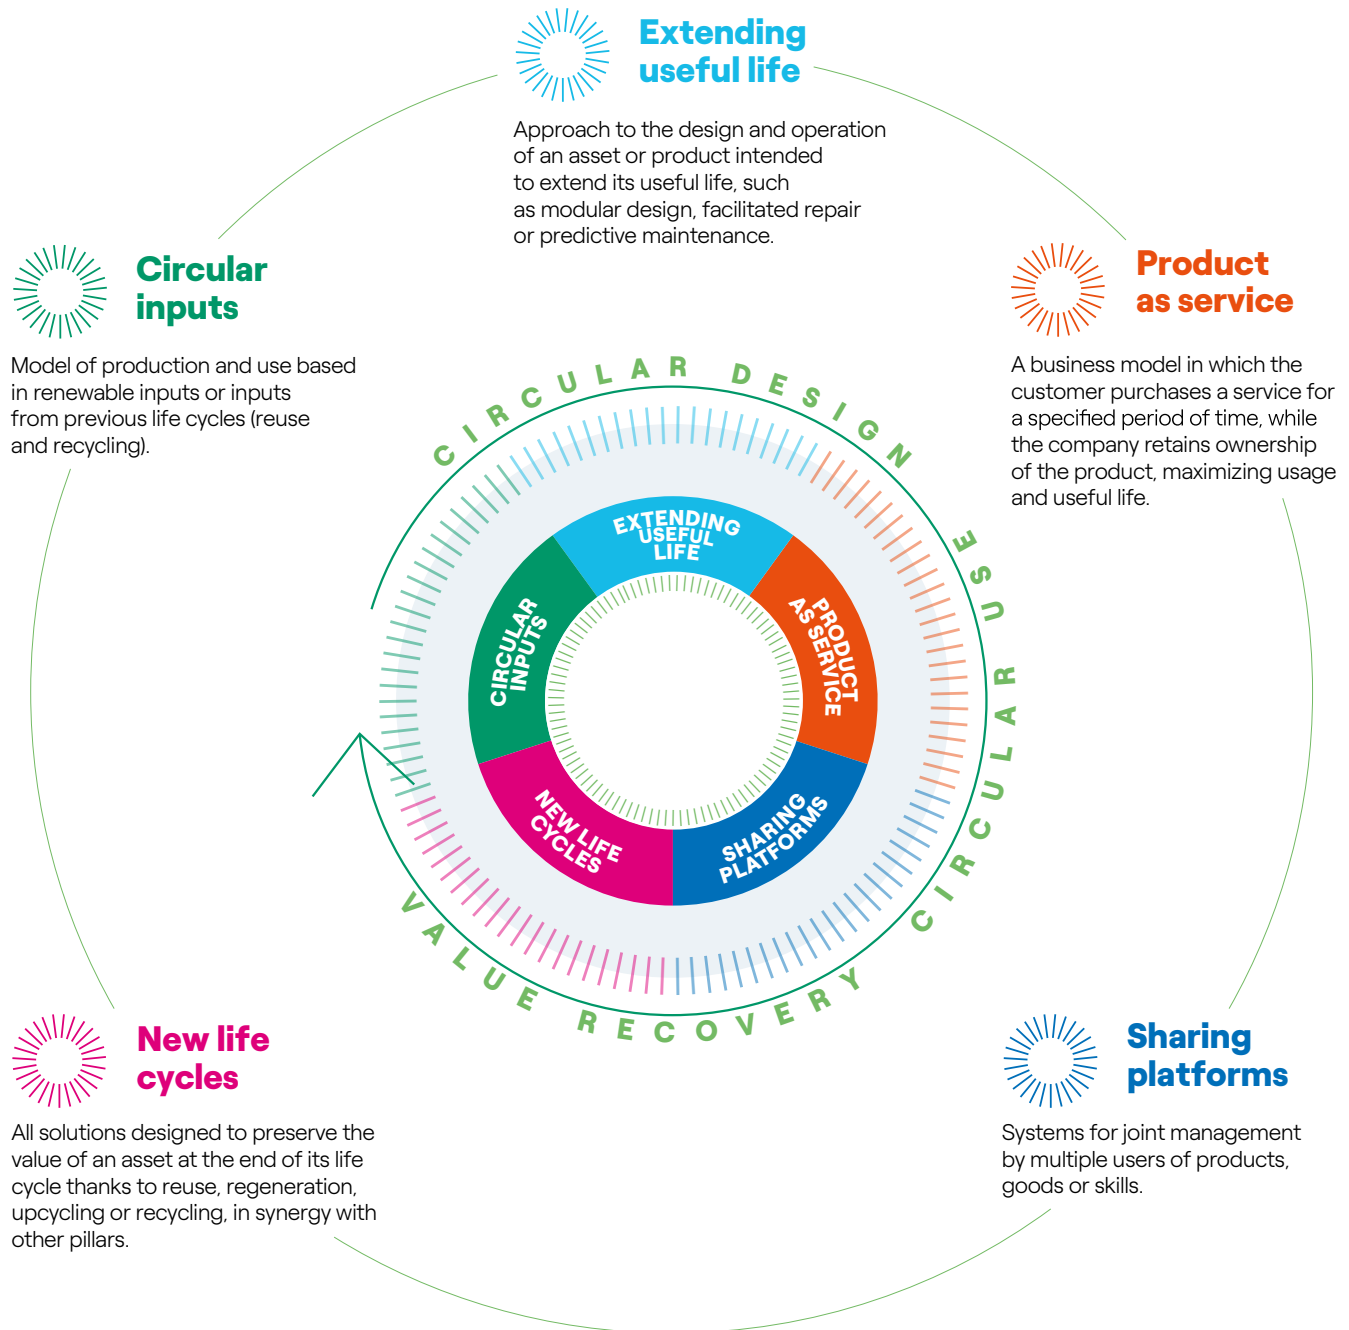 Extending
useful life
Approach to the design and operation
of an asset or product intended
to extend its useful life, such
as modular design, facilitated repair
or predictive maintenance.
Circular
inputs
Model of production and use based
in renewable inputs or inputs
from previous life cycles (reuse
and recycling).
Product
as service
A business model in which the
customer purchases a service for
a specified period of time, while
the company retains ownership
of the product, maximizing usage
and useful life.
CIRCULAR DESIGN
CIRCULAR USE
VALUE RECOVERY
EXTENDING
USEFUL
LIFE
PRODUCT
AS SERVICE
SHARING
PLATFORMS
NEW LIFE
CYCLES
CIRCULAR
INPUTS
New life
cycles
All solutions designed to preserve the
value of an asset at the end of its life
cycle thanks to reuse, regeneration,
upcycling or recycling, in synergy with
other pillars.
Sharing
platforms
Systems for joint management
by multiple users of products,
goods or skills.